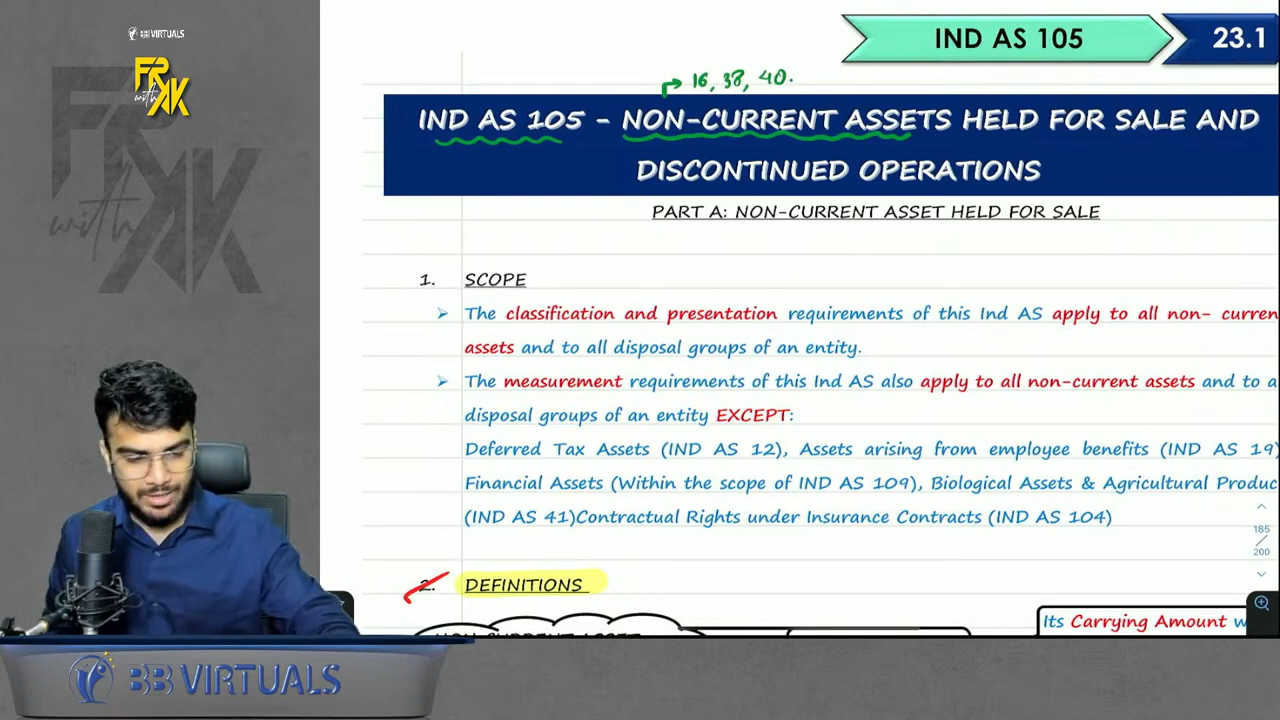 BB VIRTUALS
FR
with
AK
IND AS 105
23.1
16, 38, 40.
IND AS 105 - NON-CURRENT ASSETS HELD FOR SALE AND
DISCONTINUED OPERATIONS
PART A: NON-CURRENT ASSET HELD FOR SALE
1. SCOPE
➢ The classification and presentation requirements of this Ind AS apply to all non- curren
assets and to all disposal groups of an entity.
➢ The measurement requirements of this Ind AS also apply to all non-current assets and to a
disposal groups of an entity EXCEPT:
Deferred Tax Assets (IND AS 12), Assets arising from employee benefits (IND AS 19)
Financial Assets (Within the scope of IND AS 109), Biological Assets & Agricultural Produc
(IND AS 41)Contractual Rights under Insurance Contracts (IND AS 104)
185
/
200
2. DEFINITIONS
NON CURRENT ASSET
Its Carrying Amount w
BB VIRTUALS